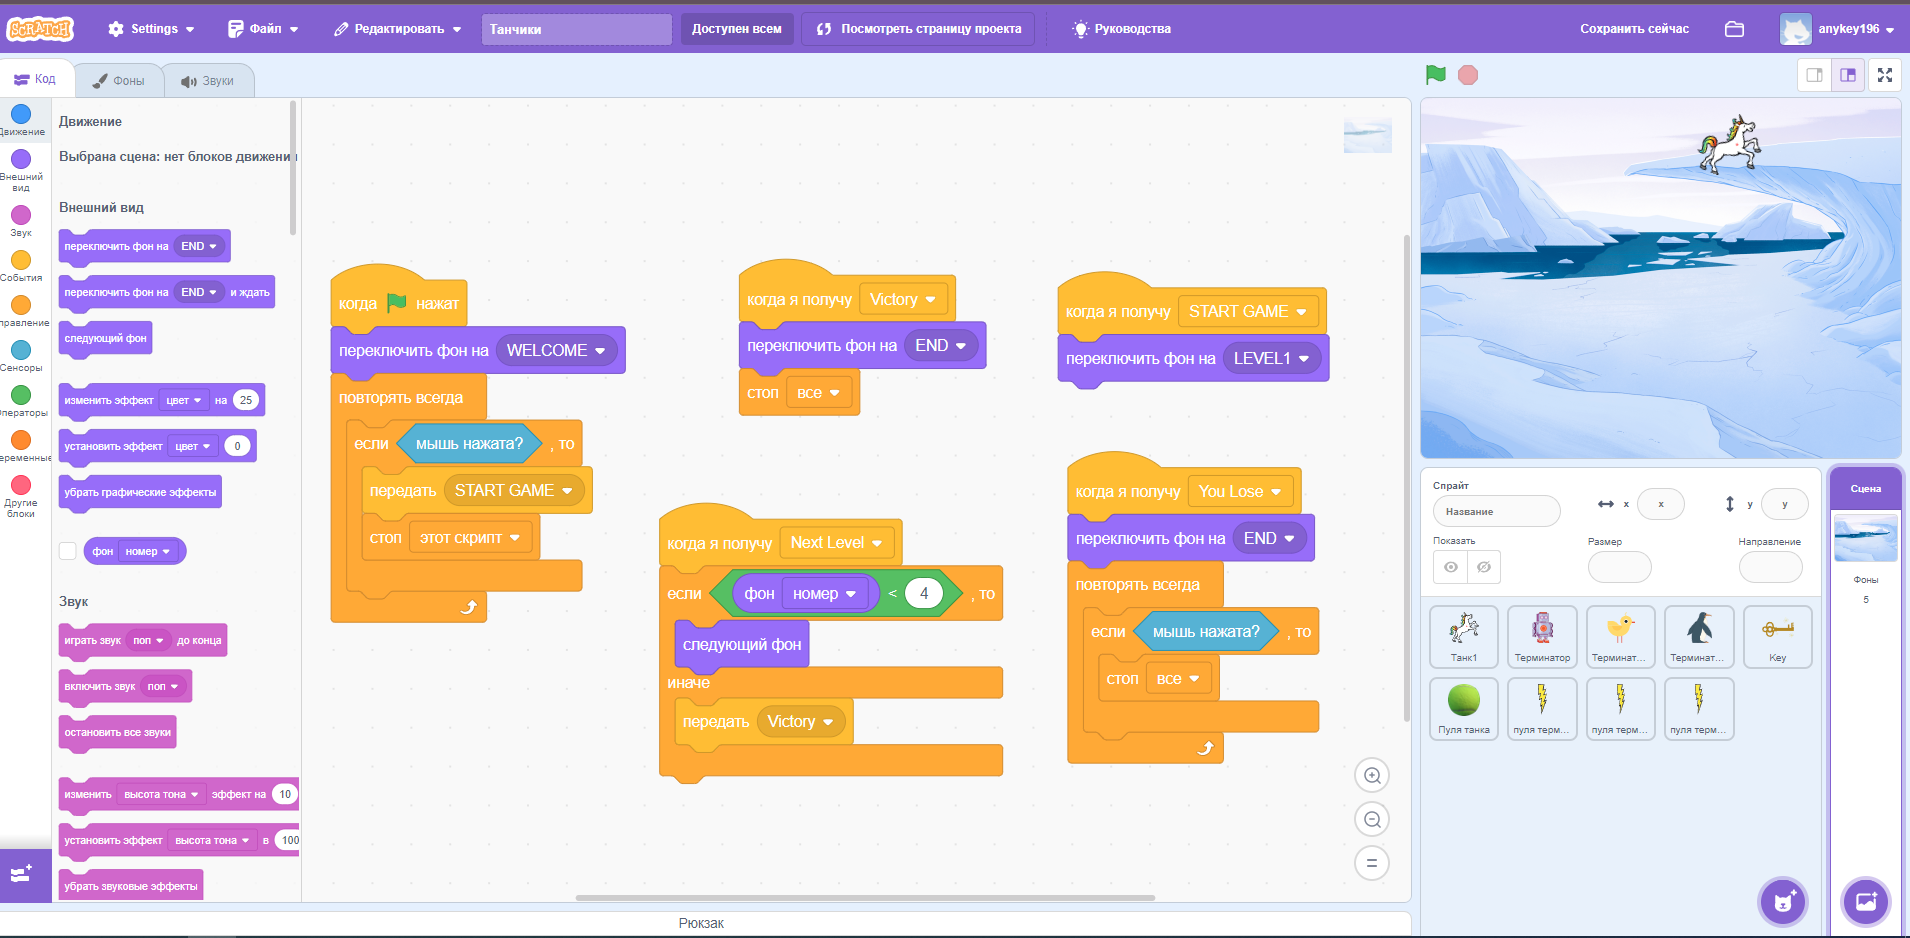 SCRATCH
Settings
Файл
Редактировать
Танчики
Доступен всем
Посмотреть страницу проекта
Руководства
Сохранить сейчас
anykey196
Код
Фоны
Звуки
Движение
Внешний
вид
Звук
События
правление
Сенсоры
ператоры
еременные
Другие
блоки
Движение
Выбрана сцена: нет блоков движени
Внешний вид
переключить фон на END
переключить фон на END и ждать
следующий фон
изменить эффект цвет на 25
установить эффект цвет 0
убрать графические эффекты
фон номер
Звук
играть звук поп до конца
включить звук поп
остановить все звуки
изменить высота тона эффект на 10
установить эффект высота тона в 100
убрать звуковые эффекты
когда нажат
переключить фон на WELCOME
повторять всегда
если мышь нажата? , то
передать START GAME
стоп этот скрипт
когда я получу Victory
переключить фон на END
стоп все
когда я получу START GAME
переключить фон на LEVEL1
когда я получу Next Level
если фон номер < 4 , то
следующий фон
иначе
передать Victory
когда я получу You Lose
переключить фон на END
повторять всегда
если мышь нажата? , то
стоп все
Рюкзак
Спрайт
Название
x x
y y
Показать
Размер
Направление
Танк1
Терминатор
Терминат...
Терминат...
Key
Пуля танка
пуля терм...
пуля терм...
пуля терм...
Сцена
Фоны
5